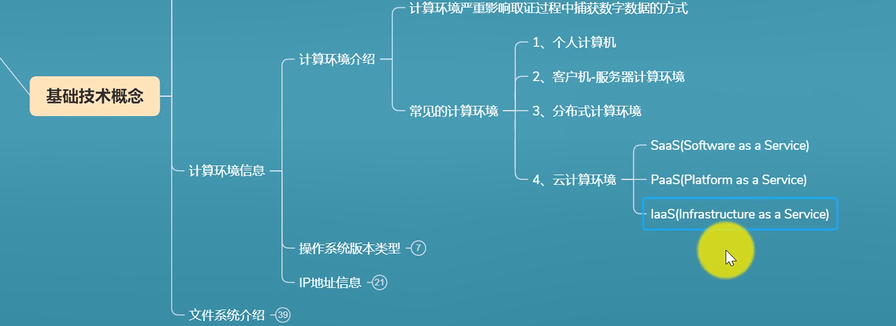 计算环境严重影响取证过程中捕获数字数据的方式
计算环境介绍
1、个人计算机
2、客户机-服务器计算环境
常见的计算环境
3、分布式计算环境
基础技术概念
计算环境信息
4、云计算环境
SaaS(Software as a Service)
PaaS(Platform as a Service)
IaaS(Infrastructure as a Service)
操作系统版本类型 7
IP地址信息 21
文件系统介绍 39